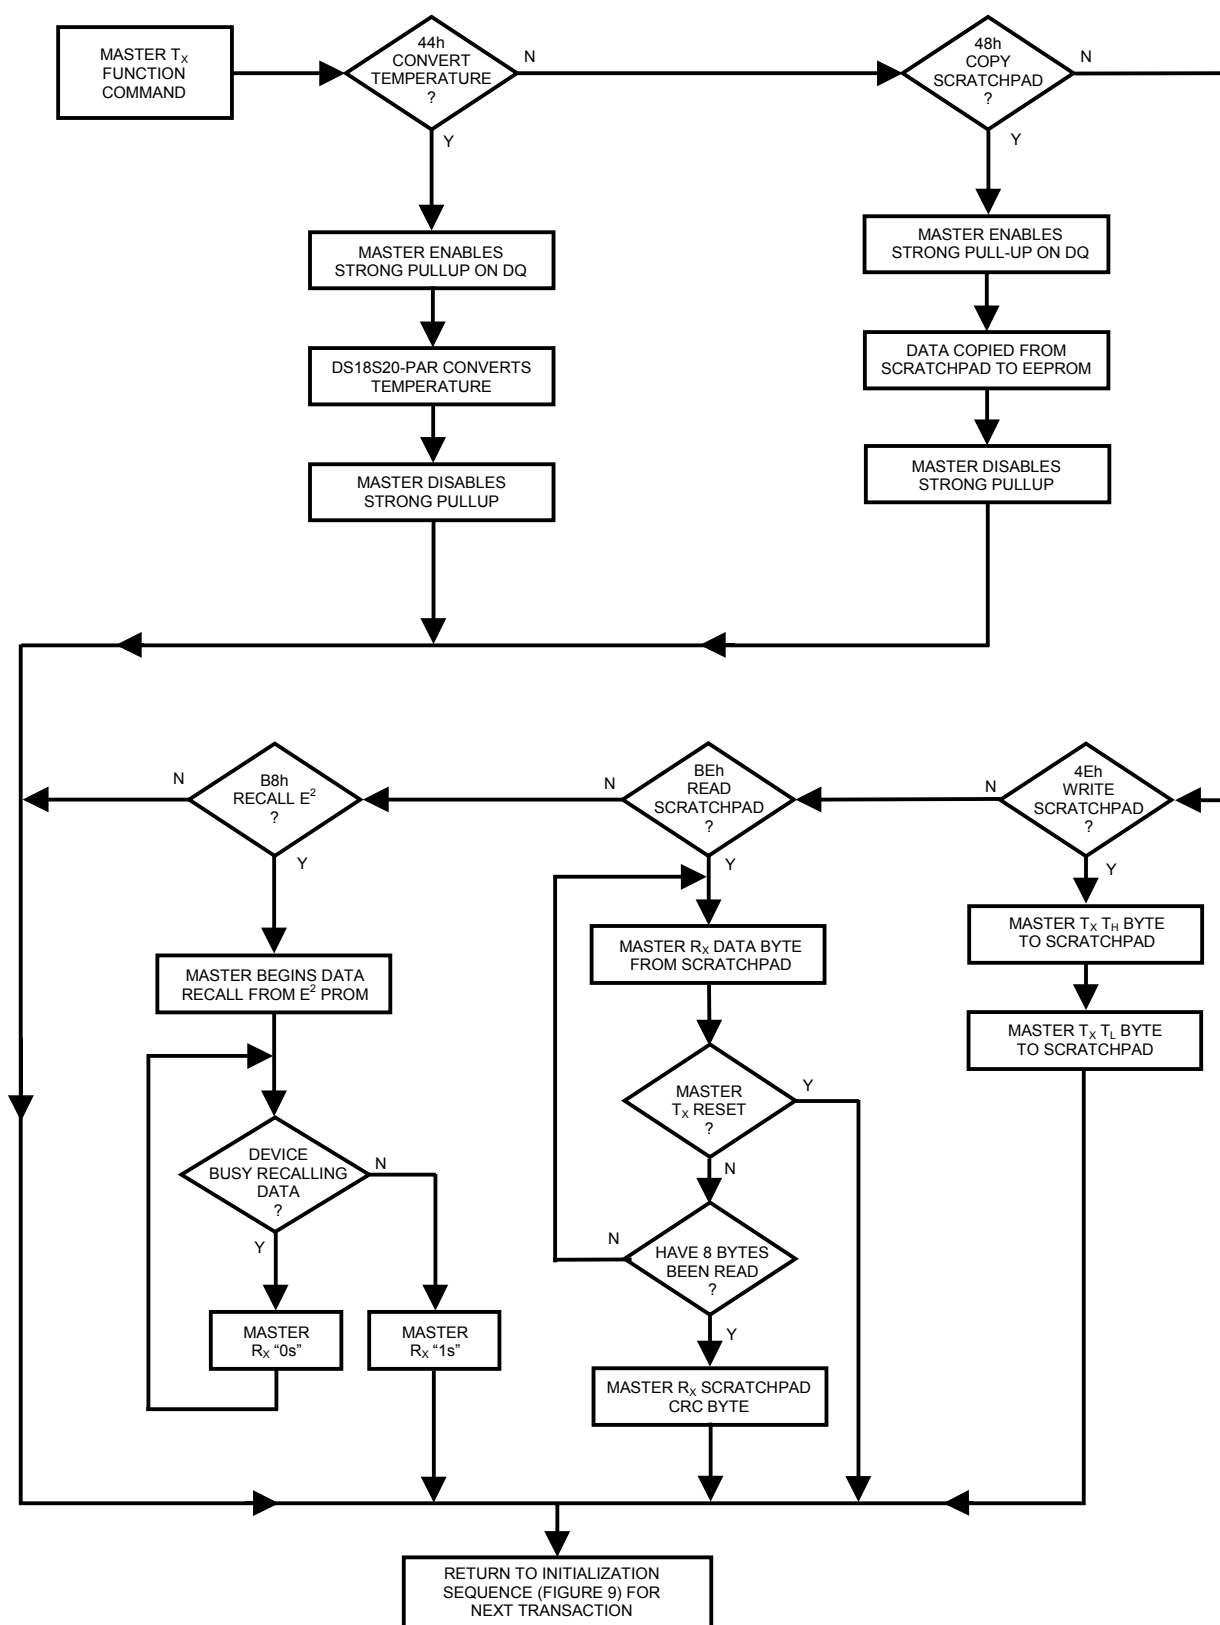 MASTER TX
FUNCTION
COMMAND
44h
CONVERT
TEMPERATURE
?
N
Y
48h
COPY
SCRATCHPAD
?
N
Y
MASTER ENABLES
STRONG PULLUP ON DQ
MASTER ENABLES
STRONG PULL-UP ON DQ
DS18S20-PAR CONVERTS
TEMPERATURE
DATA COPIED FROM
SCRATCHPAD TO EEPROM
MASTER DISABLES
STRONG PULLUP
MASTER DISABLES
STRONG PULLUP
N
B8h
RECALL E²
?
Y
N
BEh
READ
SCRATCHPAD
?
Y
N
4Eh
WRITE
SCRATCHPAD
?
Y
MASTER BEGINS DATA
RECALL FROM E² PROM
MASTER RX DATA BYTE
FROM SCRATCHPAD
MASTER TX TH BYTE
TO SCRATCHPAD
MASTER TX TL BYTE
TO SCRATCHPAD
MASTER
TX RESET
?
Y
N
DEVICE
BUSY RECALLING
DATA
?
N
Y
N
HAVE 8 BYTES
BEEN READ
?
Y
MASTER
RX “0s”
MASTER
RX “1s”
MASTER RX SCRATCHPAD
CRC BYTE
RETURN TO INITIALIZATION
SEQUENCE (FIGURE 9) FOR
NEXT TRANSACTION